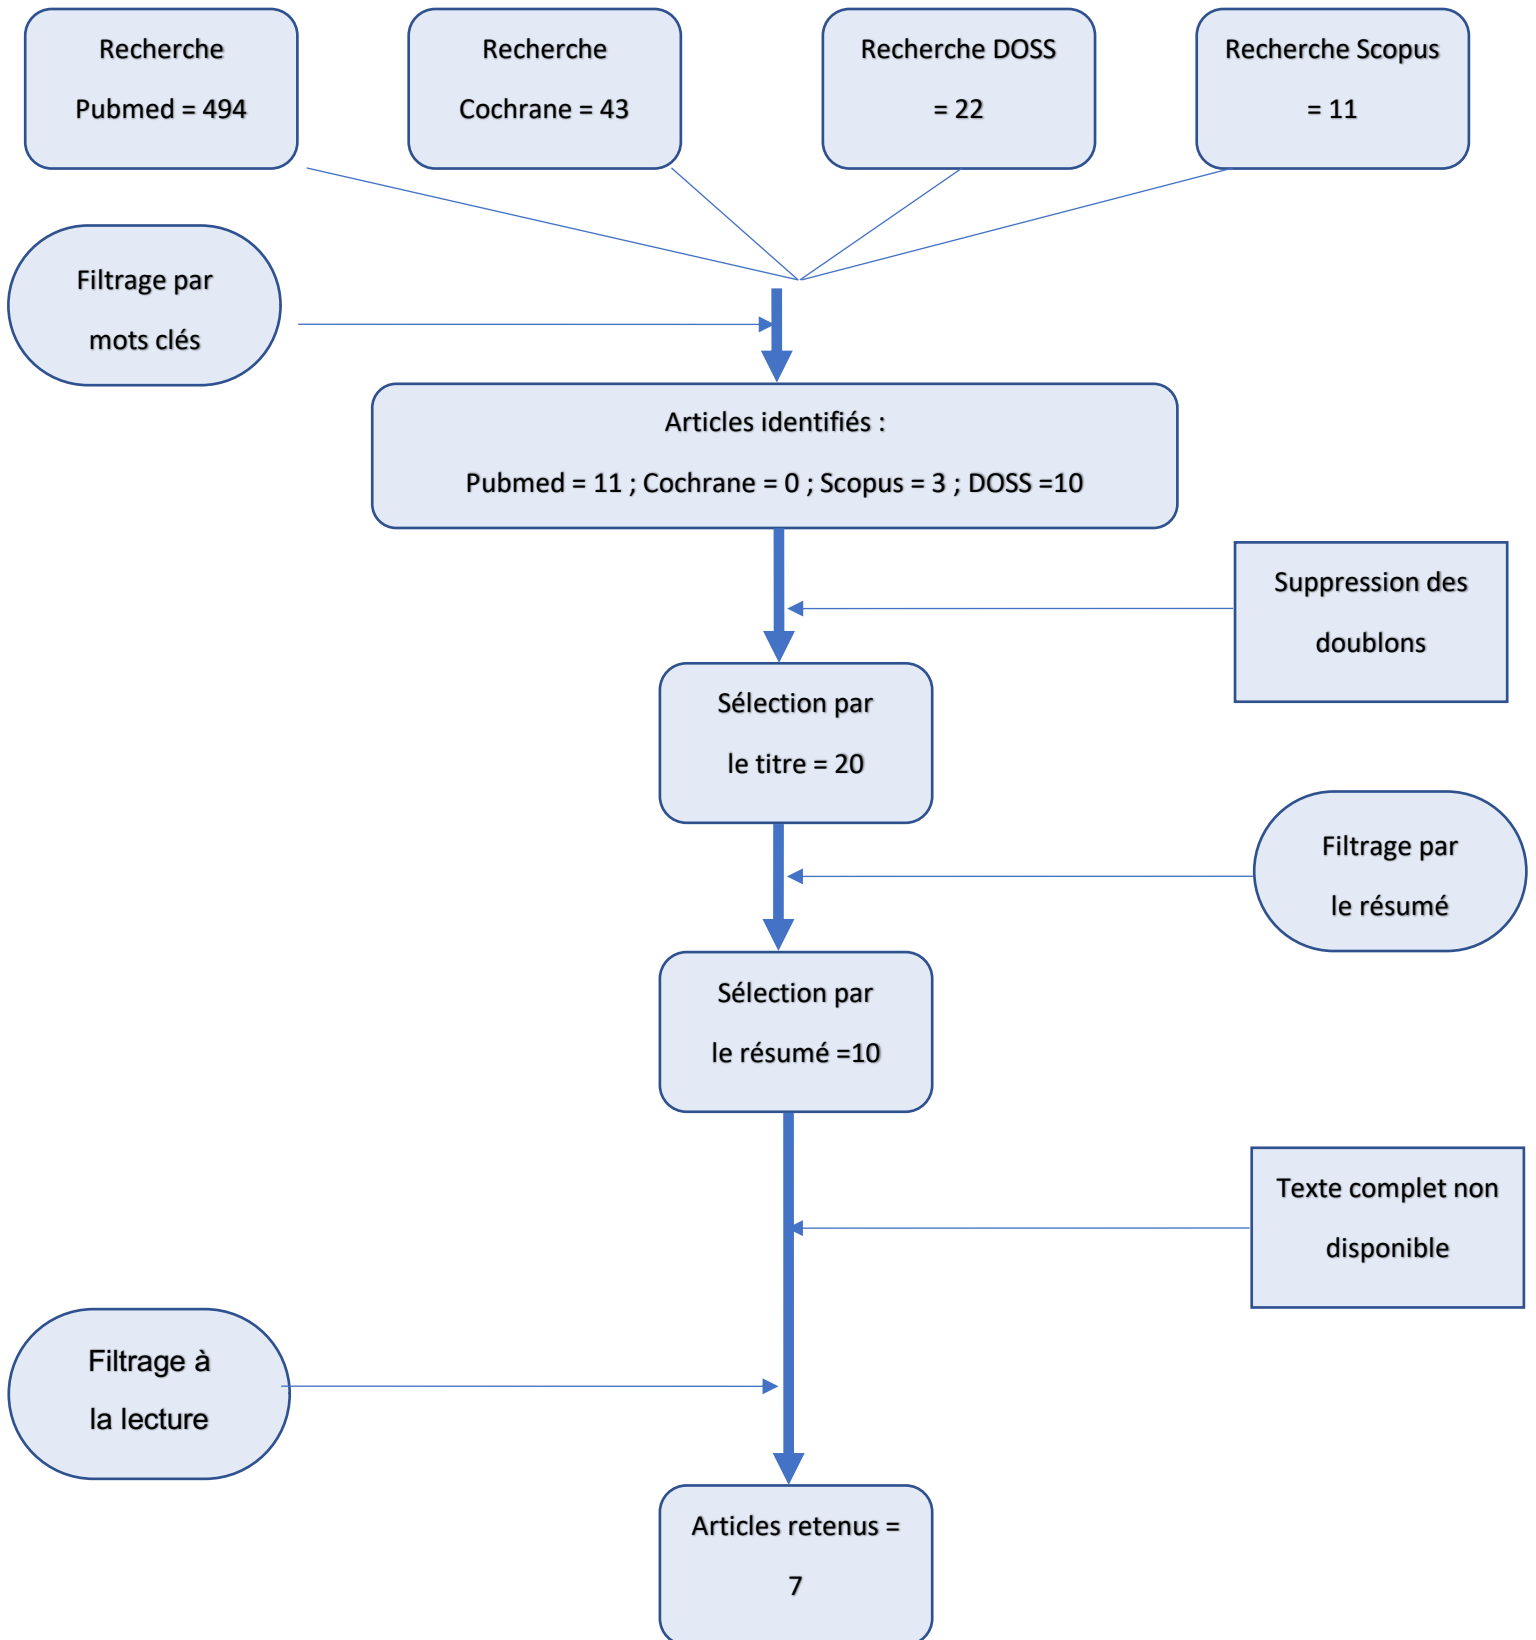 Recherche
Pubmed = 494
Recherche
Cochrane = 43
Recherche DOSS
= 22
Recherche Scopus
= 11
Filtrage par
mots clés
Articles identifiés :
Pubmed = 11 ; Cochrane = 0 ; Scopus = 3 ; DOSS =10
Suppression des
doublons
Sélection par
le titre = 20
Filtrage par
le résumé
Sélection par
le résumé =10
Texte complet non
disponible
Filtrage à
la lecture
Articles retenus =
7